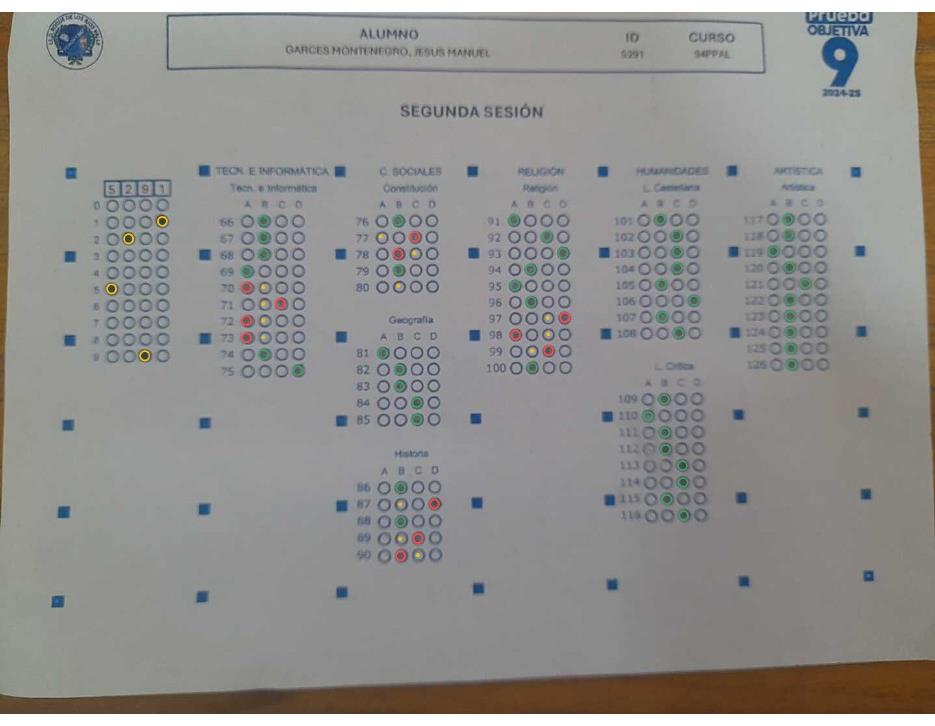 ALUMNO
GARCES MONTENEGRO, JESUS MANUEL
ID
5291
CURSO
94PPAL
Prueba
OBJETIVA
9
2024-25
SEGUNDA SESIÓN
5 2 9 1
0
1
2
3
4
5
6
7
8
9
TECN. E INFORMÁTICA
Tecn. e Informática
A B C D
66
67
68
69
70
71
72
73
74
75
C. SOCIALES
Constitución
A B C D
76
77
78
79
80
Geografía
A B C D
81
82
83
84
85
Historia
A B C D
86
87
88
89
90
RELIGIÓN
Religión
A B C D
91
92
93
94
95
96
97
98
99
100
HUMANIDADES
L. Castellana
A B C D
101
102
103
104
105
106
107
108
L. Crítica
A B C D
109
110
111
112
113
114
115
116
ARTÍSTICA
Artística
A B C D
117
118
119
120
121
122
123
124
125
126